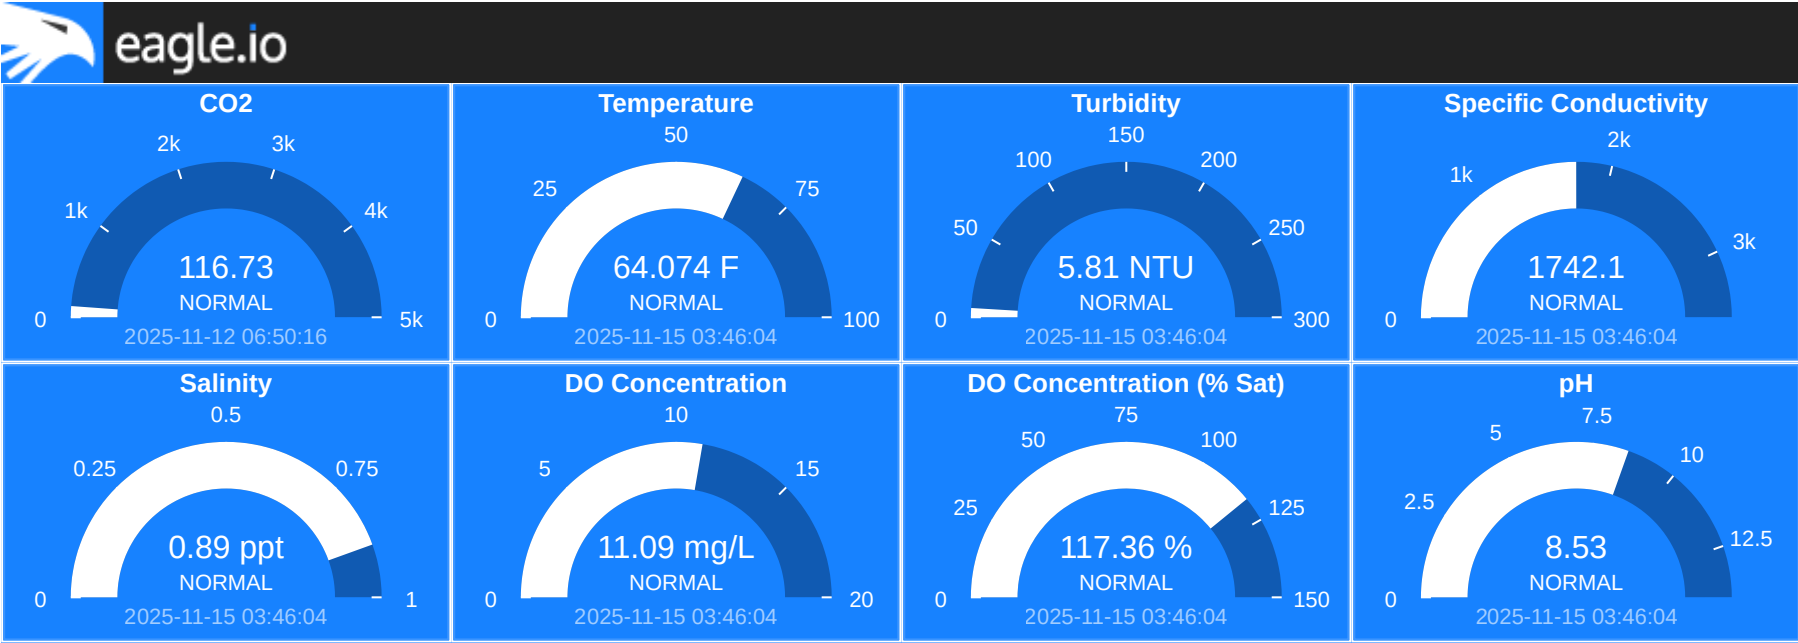 eagle.io
CO2
0
1k
2k
3k
4k
5k
116.73
NORMAL
2025-11-12 06:50:16
Temperature
0
25
50
75
100
64.074 F
NORMAL
2025-11-15 03:46:04
Turbidity
0
50
100
150
200
250
300
5.81 NTU
NORMAL
2025-11-15 03:46:04
Specific Conductivity
0
1k
2k
3k
1742.1
NORMAL
2025-11-15 03:46:04
Salinity
0
0.25
0.5
0.75
1
0.89 ppt
NORMAL
2025-11-15 03:46:04
DO Concentration
0
5
10
15
20
11.09 mg/L
NORMAL
2025-11-15 03:46:04
DO Concentration (% Sat)
0
25
50
75
100
125
150
117.36 %
NORMAL
2025-11-15 03:46:04
pH
0
2.5
5
7.5
10
12.5
8.53
NORMAL
2025-11-15 03:46:04